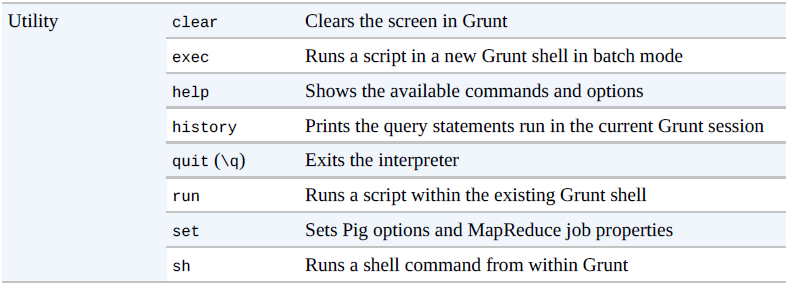 Utility clear Clears the screen in Grunt
exec Runs a script in a new Grunt shell in batch mode
help Shows the available commands and options
history Prints the query statements run in the current Grunt session
quit (\q) Exits the interpreter
run Runs a script within the existing Grunt shell
set Sets Pig options and MapReduce job properties
sh Runs a shell command from within Grunt